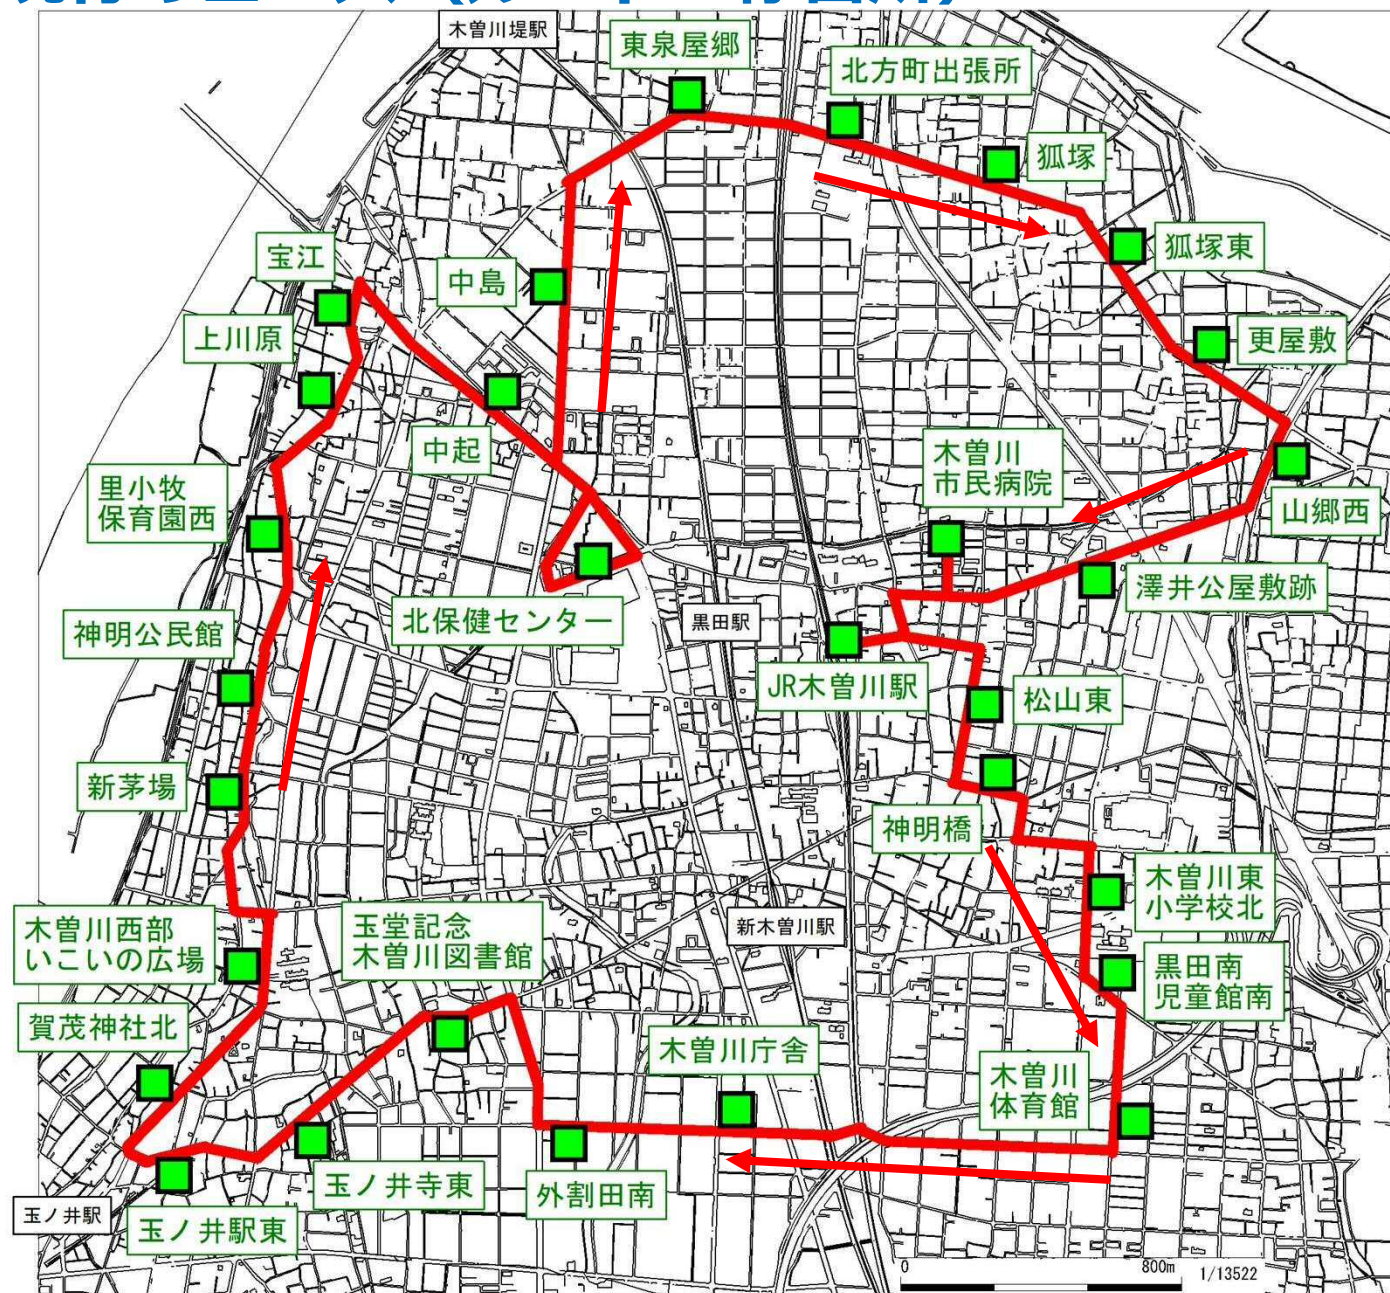 木曽川堤駅
東泉屋郷
北方町出張所
狐塚
狐塚東
宝江
中島
上川原
更屋敷
中起
木曽川
市民病院
里小牧
保育園西
山郷西
澤井公屋敷跡
北保健センター
黒田駅
神明公民館
JR木曽川駅
松山東
新茅場
神明橋
木曽川東
小学校北
玉堂記念
木曽川図書館
新木曽川駅
木曽川西部
いこいの広場
黒田南
児童館南
賀茂神社北
木曽川庁舎
木曽川
体育館
玉ノ井寺東
外割田南
玉ノ井駅
玉ノ井駅東
0
800m
1/13522